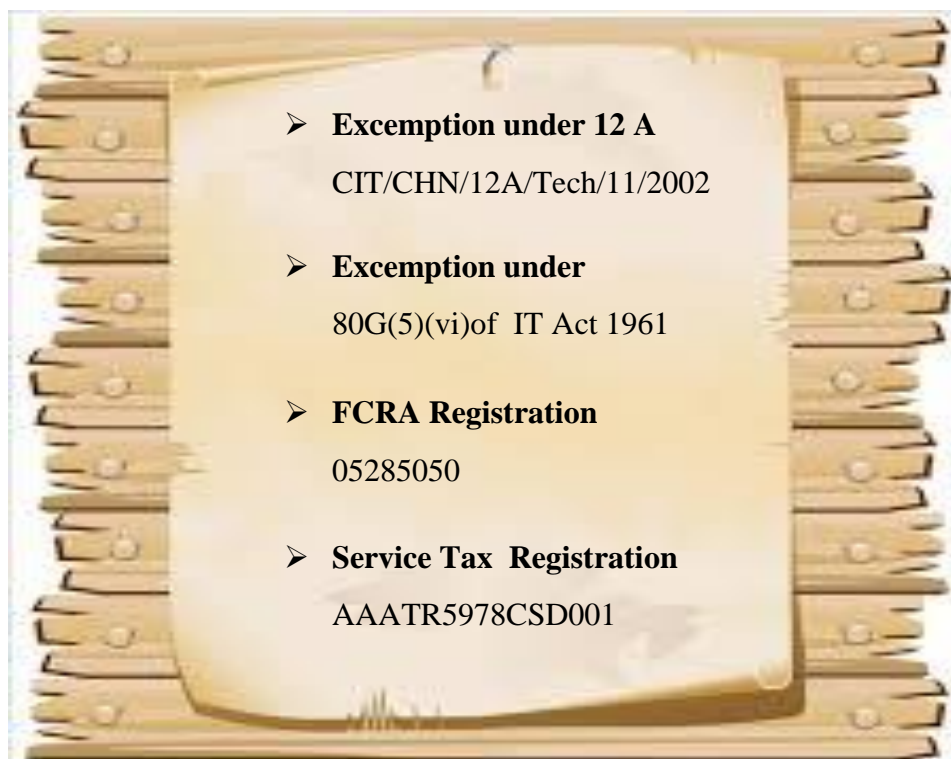 ➢ Excemption under 12 A
CIT/CHN/12A/Tech/11/2002
➢ Excemption under
80G(5)(vi)of IT Act 1961
➢ FCRA Registration
05285050
➢ Service Tax Registration
AAATR5978CSD001